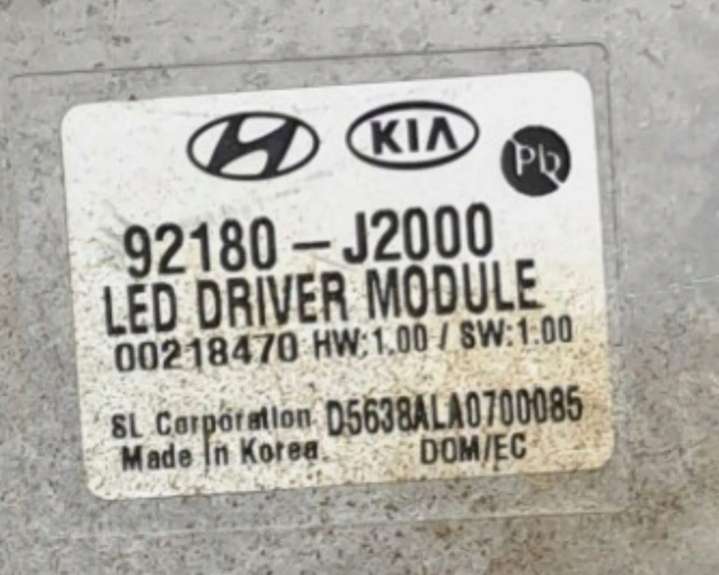 KIA
Pb
92180-J2000
LED DRIVER MODULE
00218470 HW:1.00 / SW:1.00
SL Corporation D5638ALA0700085
Made in Korea DOM/EC